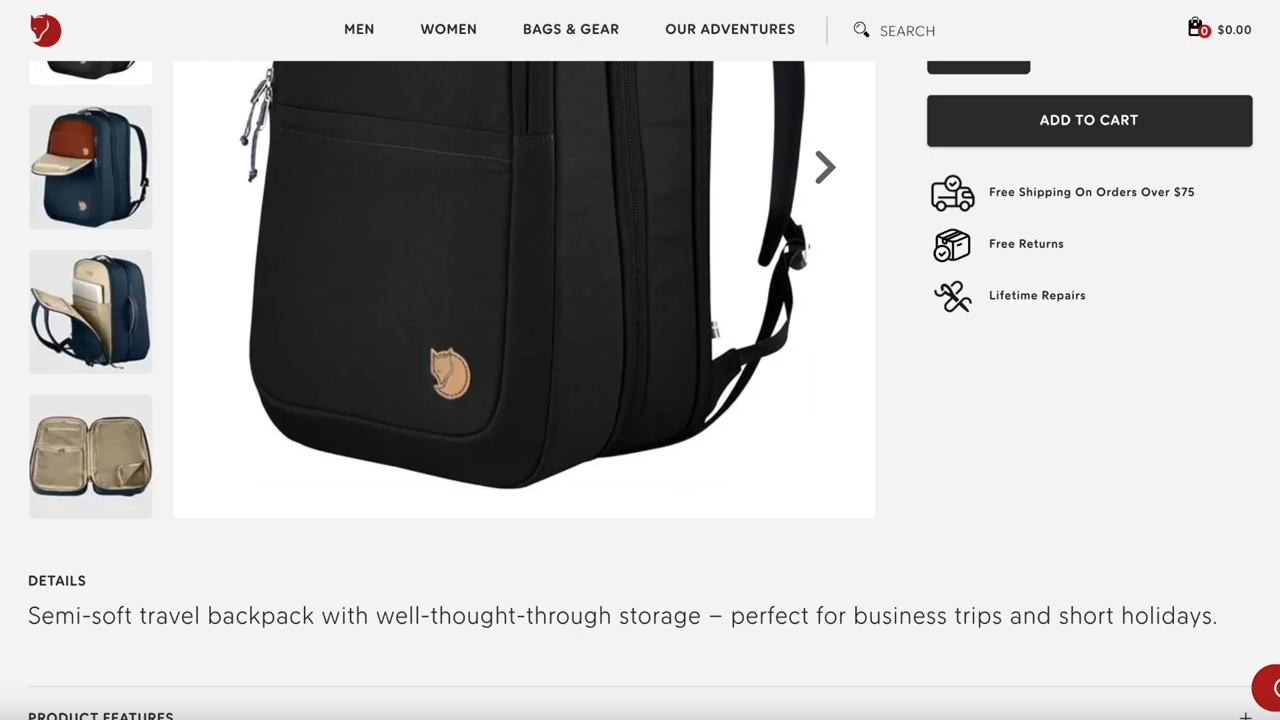 MEN WOMEN BAGS & GEAR OUR ADVENTURES SEARCH 0 $0.00
ADD TO CART
Free Shipping On Orders Over $75
Free Returns
Lifetime Repairs
DETAILS
Semi-soft travel backpack with well-thought-through storage – perfect for business trips and short holidays.
PRODUCT FEATURES +